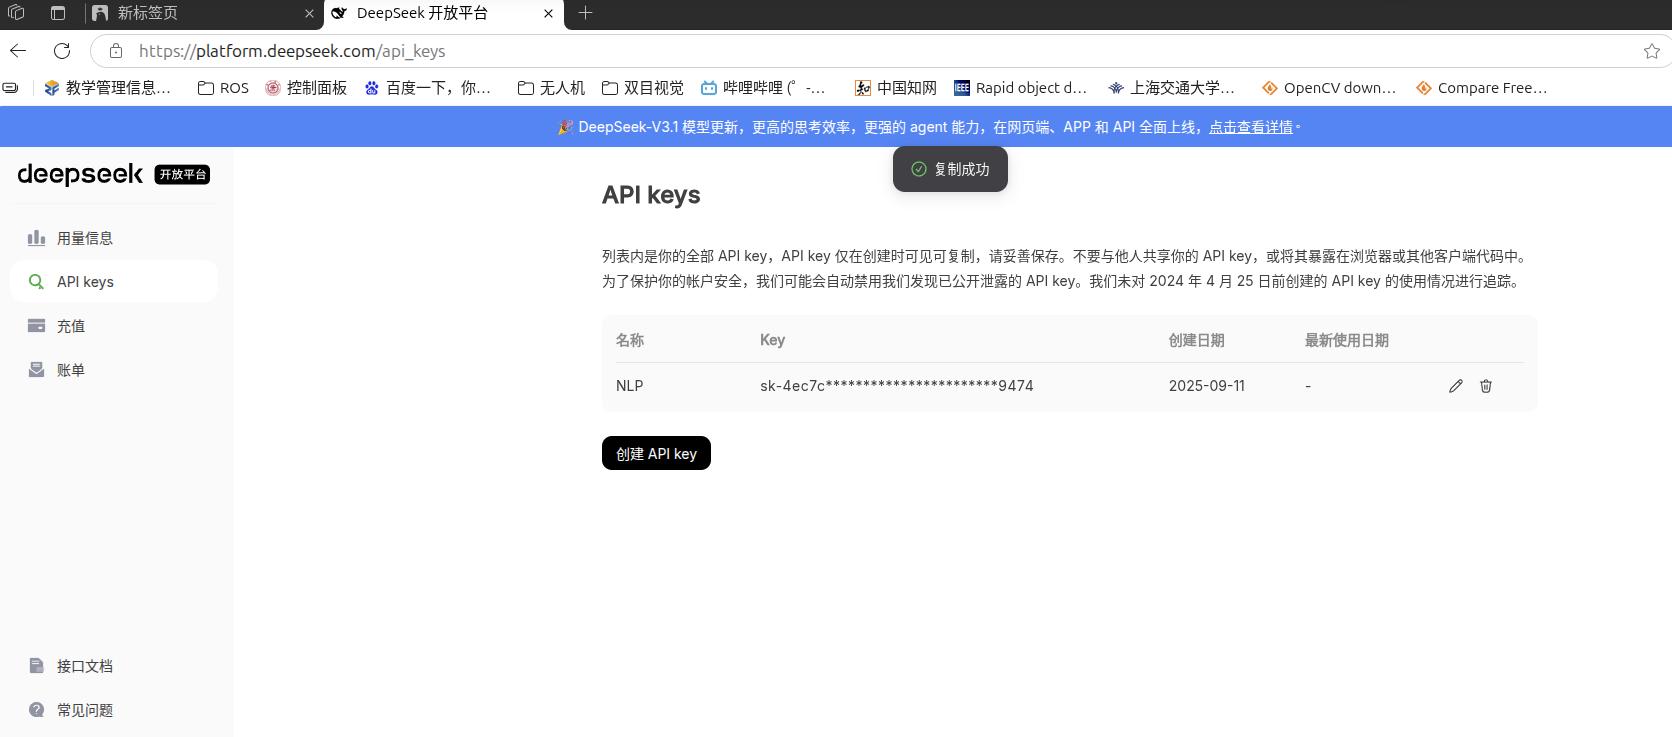 新标签页
DeepSeek 开放平台
https://platform.deepseek.com/api_keys
教学管理信息…
ROS
控制面板
百度一下，你…
无人机
双目视觉
哔哩哔哩 (゜-…
中国知网
Rapid object d…
上海交通大学…
OpenCV down…
Compare Free…
🎉 DeepSeek-V3.1 模型更新，更高的思考效率，更强的 agent 能力，在网页端、APP 和 API 全面上线，点击查看详情。
deepseek 开放平台
复制成功
用量信息
API keys
充值
账单
接口文档
常见问题
API keys
列表内是你的全部 API key，API key 仅在创建时可见可复制，请妥善保存。不要与他人共享你的 API key，或将其暴露在浏览器或其他客户端代码中。
为了保护你的帐户安全，我们可能会自动禁用我们发现已公开泄露的 API key。我们未对 2024 年 4 月 25 日前创建的 API key 的使用情况进行追踪。
名称 Key 创建日期 最新使用日期
NLP sk-4ec7c***********************9474 2025-09-11 -
创建 API key